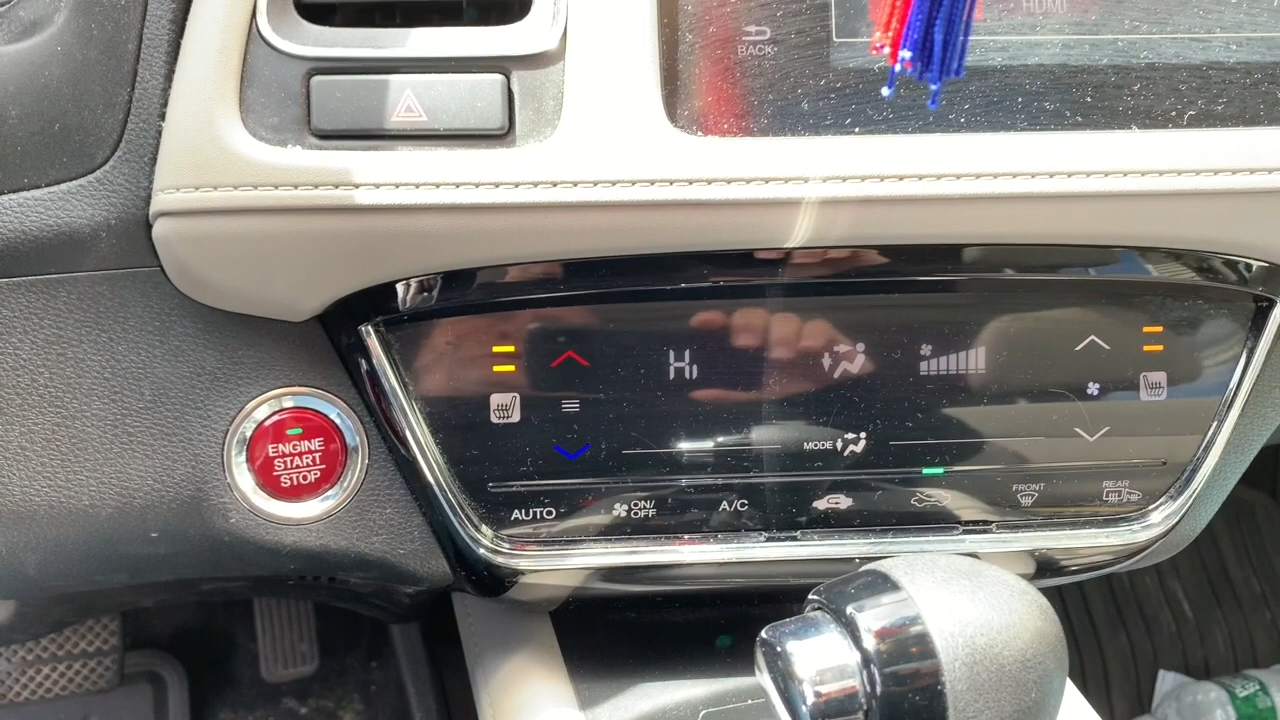 HDMI
BACK
Hi
ENGINE
START
STOP
MODE
AUTO
ON/
OFF
A/C
FRONT
REAR